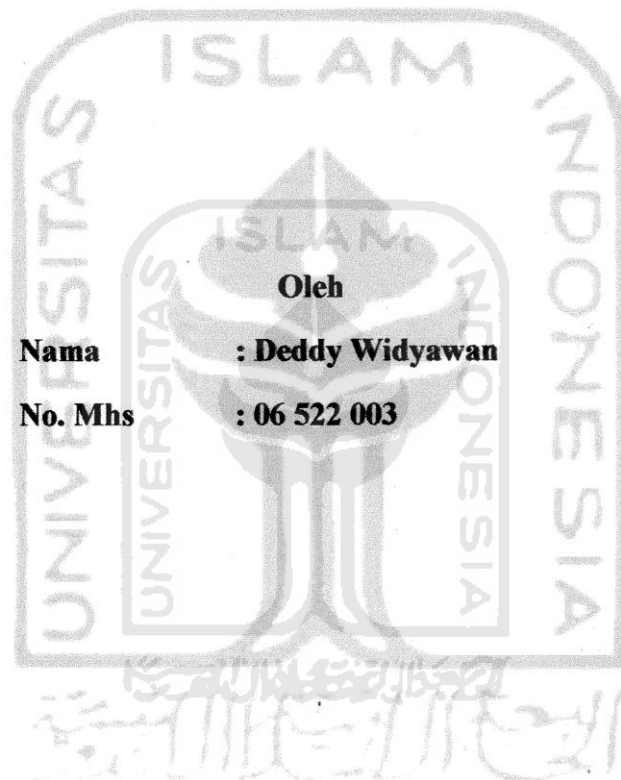 ISLAM
UNIVERSITAS
INDONESIA
ISLAM
UNIVERSITAS
INDONESIA
Oleh
Nama : Deddy Widyawan
No. Mhs : 06 522 003